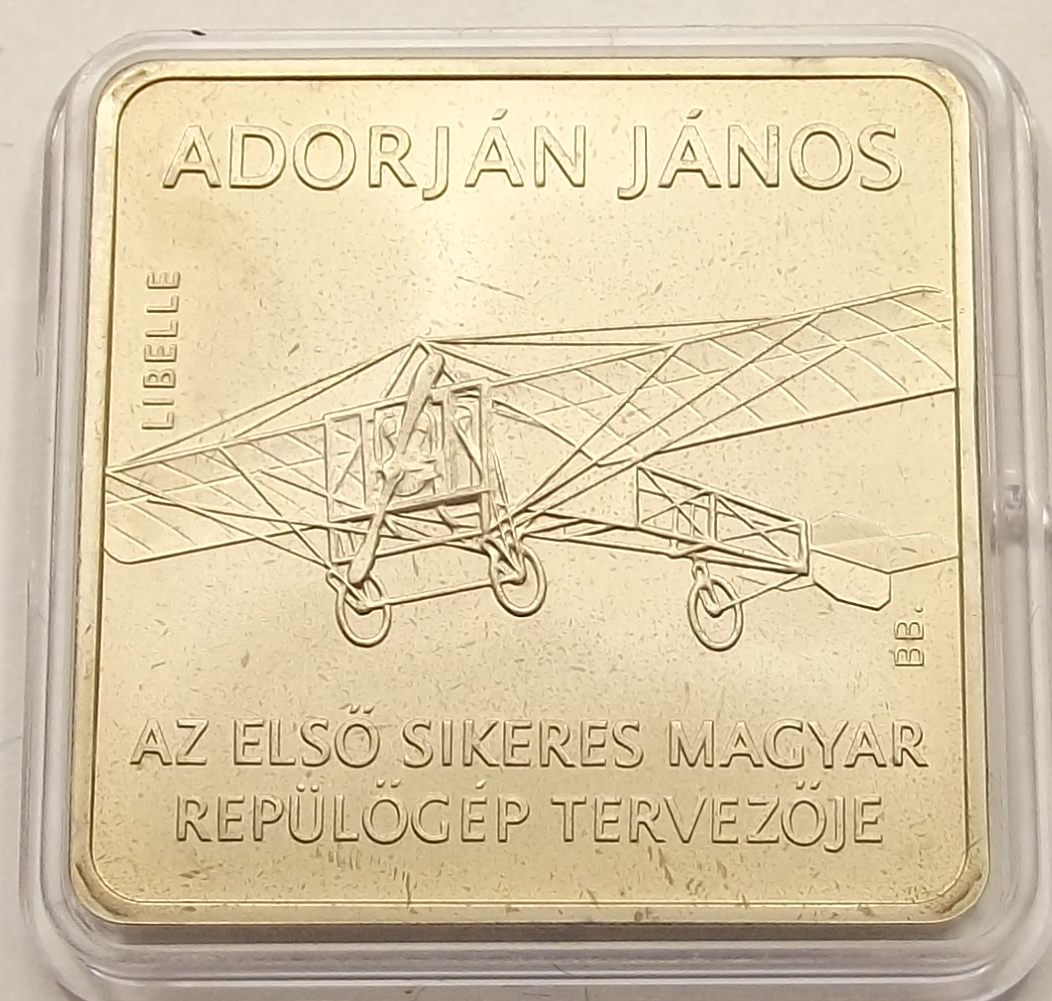 ADORJÁN JÁNOS
LIBELLE
BB.
AZ ELSŐ SIKERES MAGYAR
REPÜLŐGÉP TERVEZŐJE